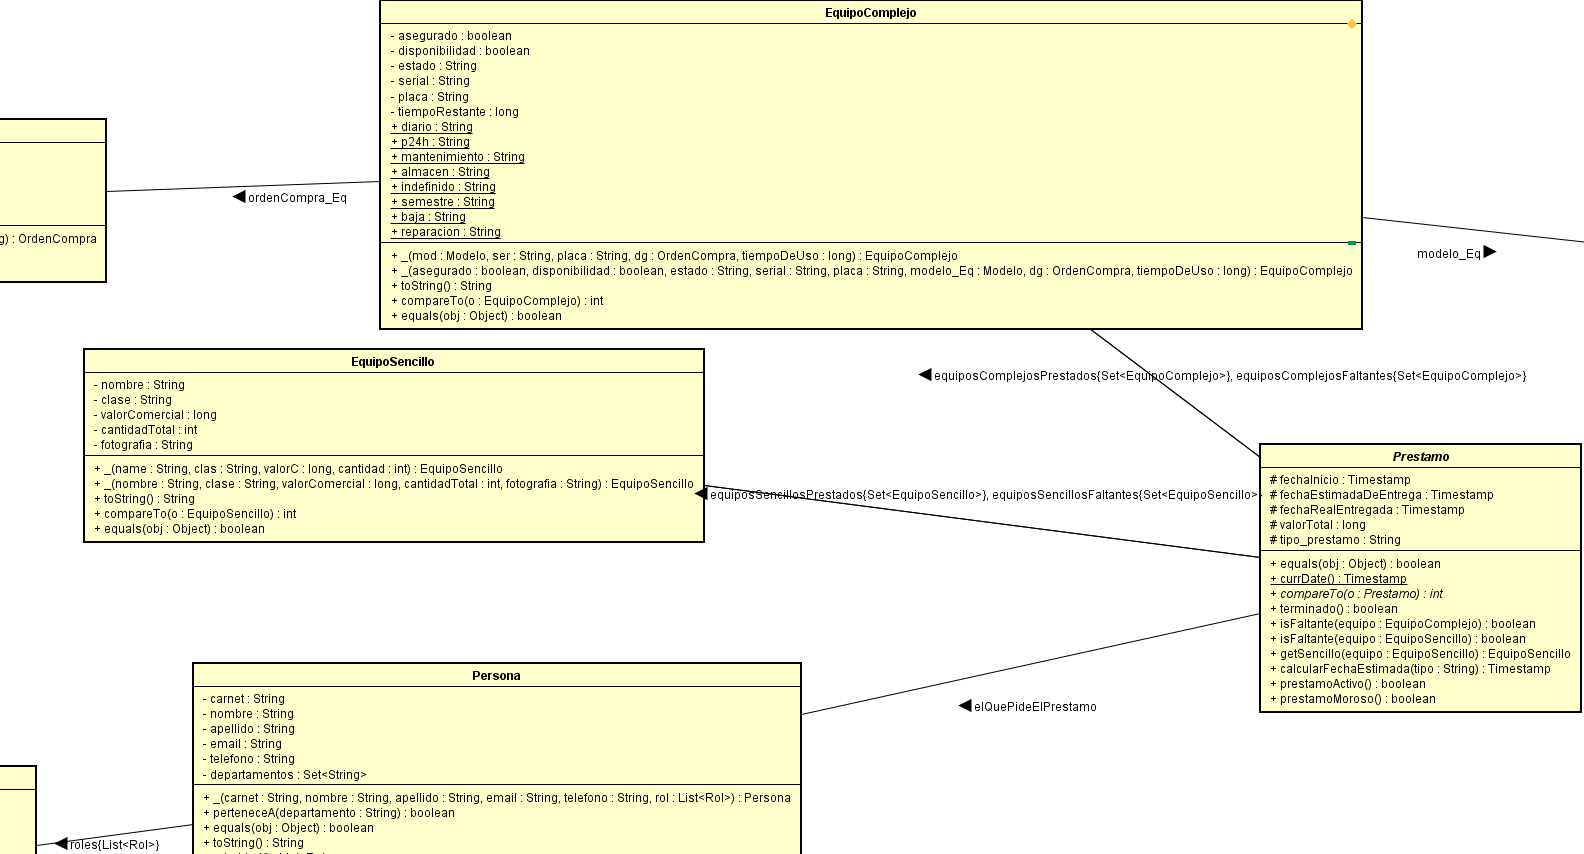 EquipoComplejo
- asegurado : boolean
- disponibilidad : boolean
- estado : String
- serial : String
- placa : String
- tiempoRestante : long
+ diario : String
+ p24h : String
+ mantenimiento : String
+ almacen : String
+ indefinido : String
+ semestre : String
+ baja : String
+ reparacion : String
+ _(mod : Modelo, ser : String, placa : String, dg : OrdenCompra, tiempoDeUso : long) : EquipoComplejo
+ _(asegurado : boolean, disponibilidad : boolean, estado : String, serial : String, placa : String, modelo_Eq : Modelo, dg : OrdenCompra, tiempoDeUso : long) : EquipoComplejo
+ toString() : String
+ compareTo(o : EquipoComplejo) : int
+ equals(obj : Object) : boolean
ordenCompra_Eq
g) : OrdenCompra
modelo_Eq
EquipoSencillo
- nombre : String
- clase : String
- valorComercial : long
- cantidadTotal : int
- fotografia : String
+ _(name : String, clas : String, valorC : long, cantidad : int) : EquipoSencillo
+ _(nombre : String, clase : String, valorComercial : long, cantidadTotal : int, fotografia : String) : EquipoSencillo
+ toString() : String
+ compareTo(o : EquipoSencillo) : int
+ equals(obj : Object) : boolean
equiposComplejosPrestados{Set<EquipoComplejo>}, equiposComplejosFaltantes{Set<EquipoComplejo>}
equiposSencillosPrestados{Set<EquipoSencillo>}, equiposSencillosFaltantes{Set<EquipoSencillo>
Prestamo
# fechaInicio : Timestamp
# fechaEstimadaDeEntrega : Timestamp
# fechaRealEntregada : Timestamp
# valorTotal : long
# tipo_prestamo : String
+ equals(obj : Object) : boolean
+ currDate() : Timestamp
+ compareTo(o : Prestamo) : int
+ terminado() : boolean
+ isFaltante(equipo : EquipoComplejo) : boolean
+ isFaltante(equipo : EquipoSencillo) : boolean
+ getSencillo(equipo : EquipoSencillo) : EquipoSencillo
+ calcularFechaEstimada(tipo : String) : Timestamp
+ prestamoActivo() : boolean
+ prestamoMoroso() : boolean
elQuePideElPrestamo
Persona
- carnet : String
- nombre : String
- apellido : String
- email : String
- telefono : String
- departamentos : Set<String>
+ _(carnet : String, nombre : String, apellido : String, email : String, telefono : String, rol : List<Rol>) : Persona
+ perteneceA(departamento : String) : boolean
+ equals(obj : Object) : boolean
+ toString() : String
roles{List<Rol>}